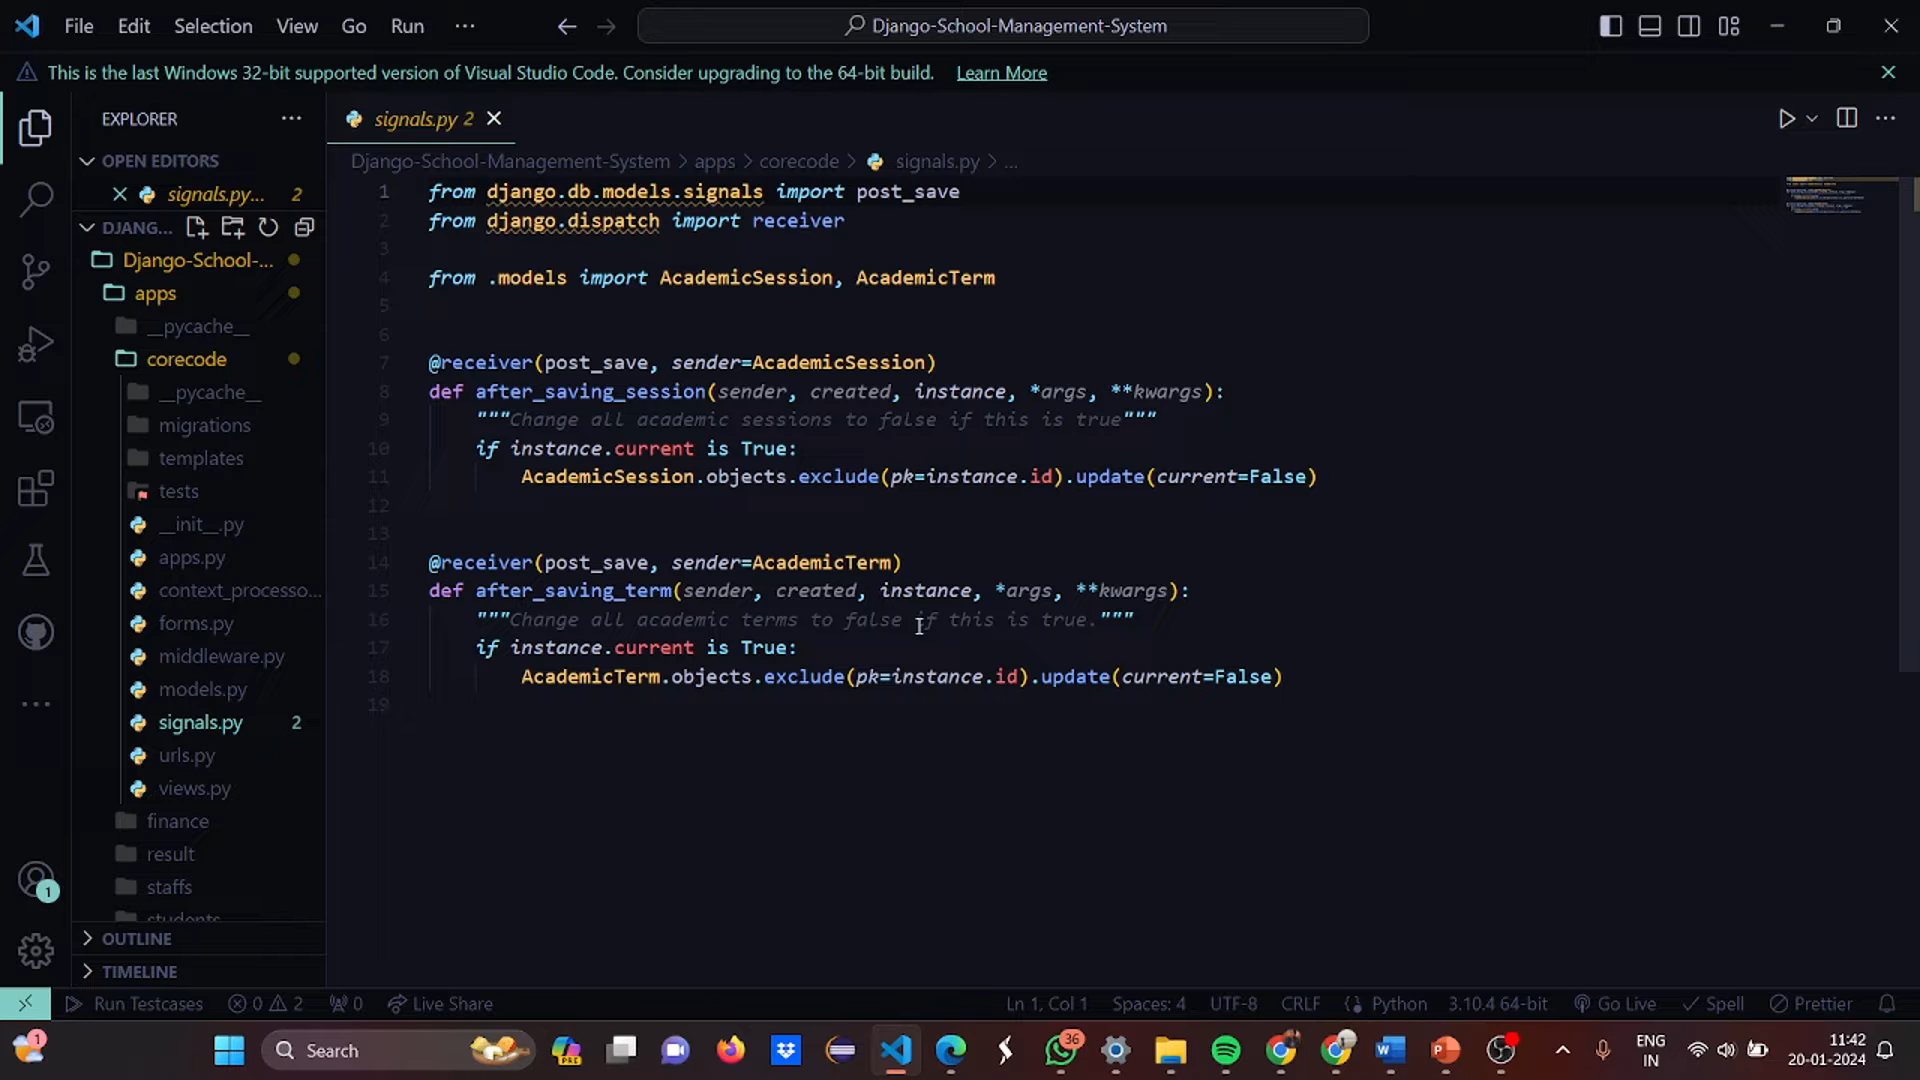 File Edit Selection View Go Run ... Django-School-Management-System
This is the last Windows 32-bit supported version of Visual Studio Code. Consider upgrading to the 64-bit build. Learn More
EXPLORER
OPEN EDITORS
signals.py... 2
DJANG...
Django-School-...
apps
__pycache__
corecode
__pycache__
migrations
templates
tests
__init__.py
apps.py
context_processo...
forms.py
middleware.py
models.py
signals.py 2
urls.py
views.py
finance
result
staffs
students
OUTLINE
TIMELINE
1
signals.py 2
Django-School-Management-System > apps > corecode > signals.py > ...
1 from django.db.models.signals import post_save
2 from django.dispatch import receiver
3
4 from .models import AcademicSession, AcademicTerm
5
6
7 @receiver(post_save, sender=AcademicSession)
8 def after_saving_session(sender, created, instance, *args, **kwargs):
9 """Change all academic sessions to false if this is true"""
10 if instance.current is True:
11 AcademicSession.objects.exclude(pk=instance.id).update(current=False)
12
13
14 @receiver(post_save, sender=AcademicTerm)
15 def after_saving_term(sender, created, instance, *args, **kwargs):
16 """Change all academic terms to false if this is true."""
17 if instance.current is True:
18 AcademicTerm.objects.exclude(pk=instance.id).update(current=False)
19
Run Testcases 0 2 0 Live Share Ln 1, Col 1 Spaces: 4 UTF-8 CRLF Python 3.10.4 64-bit Go Live Spell Prettier
1 Search PRE 36 ENG 11:42
IN 20-01-2024